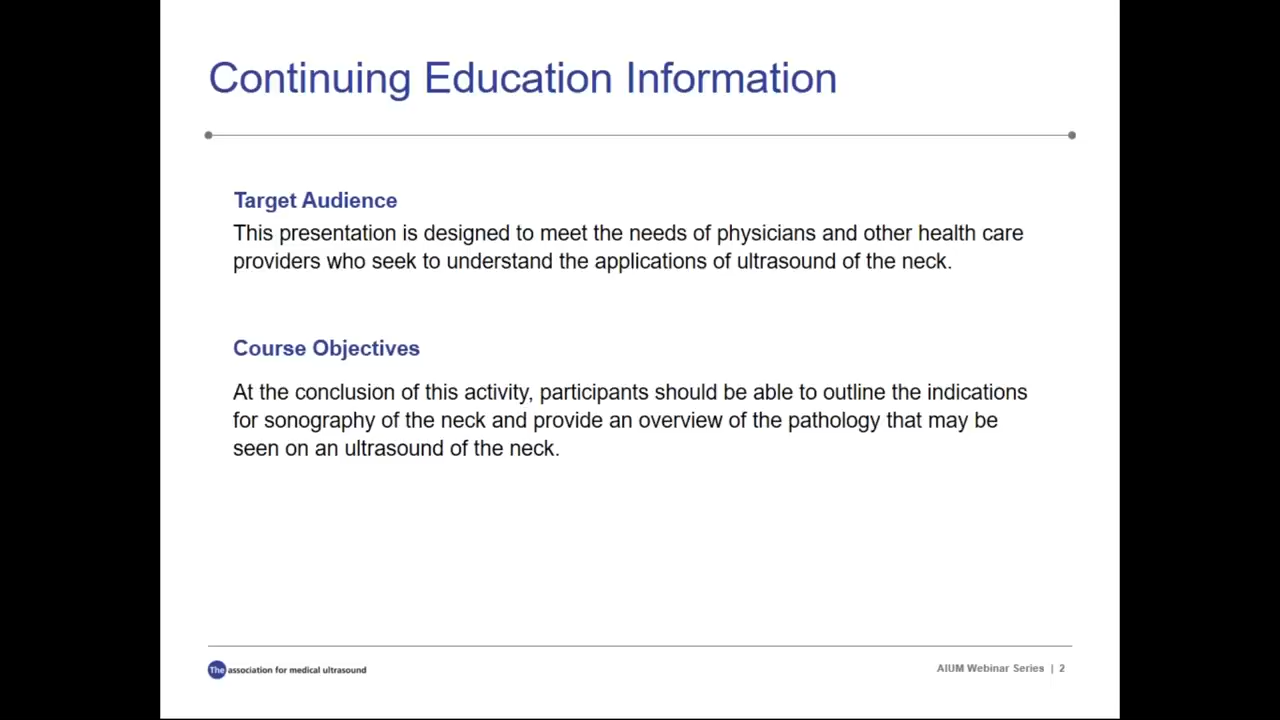 Continuing Education Information
Target Audience
This presentation is designed to meet the needs of physicians and other health care
providers who seek to understand the applications of ultrasound of the neck.
Course Objectives
At the conclusion of this activity, participants should be able to outline the indications
for sonography of the neck and provide an overview of the pathology that may be
seen on an ultrasound of the neck.
The association for medical ultrasound
AIUM Webinar Series | 2